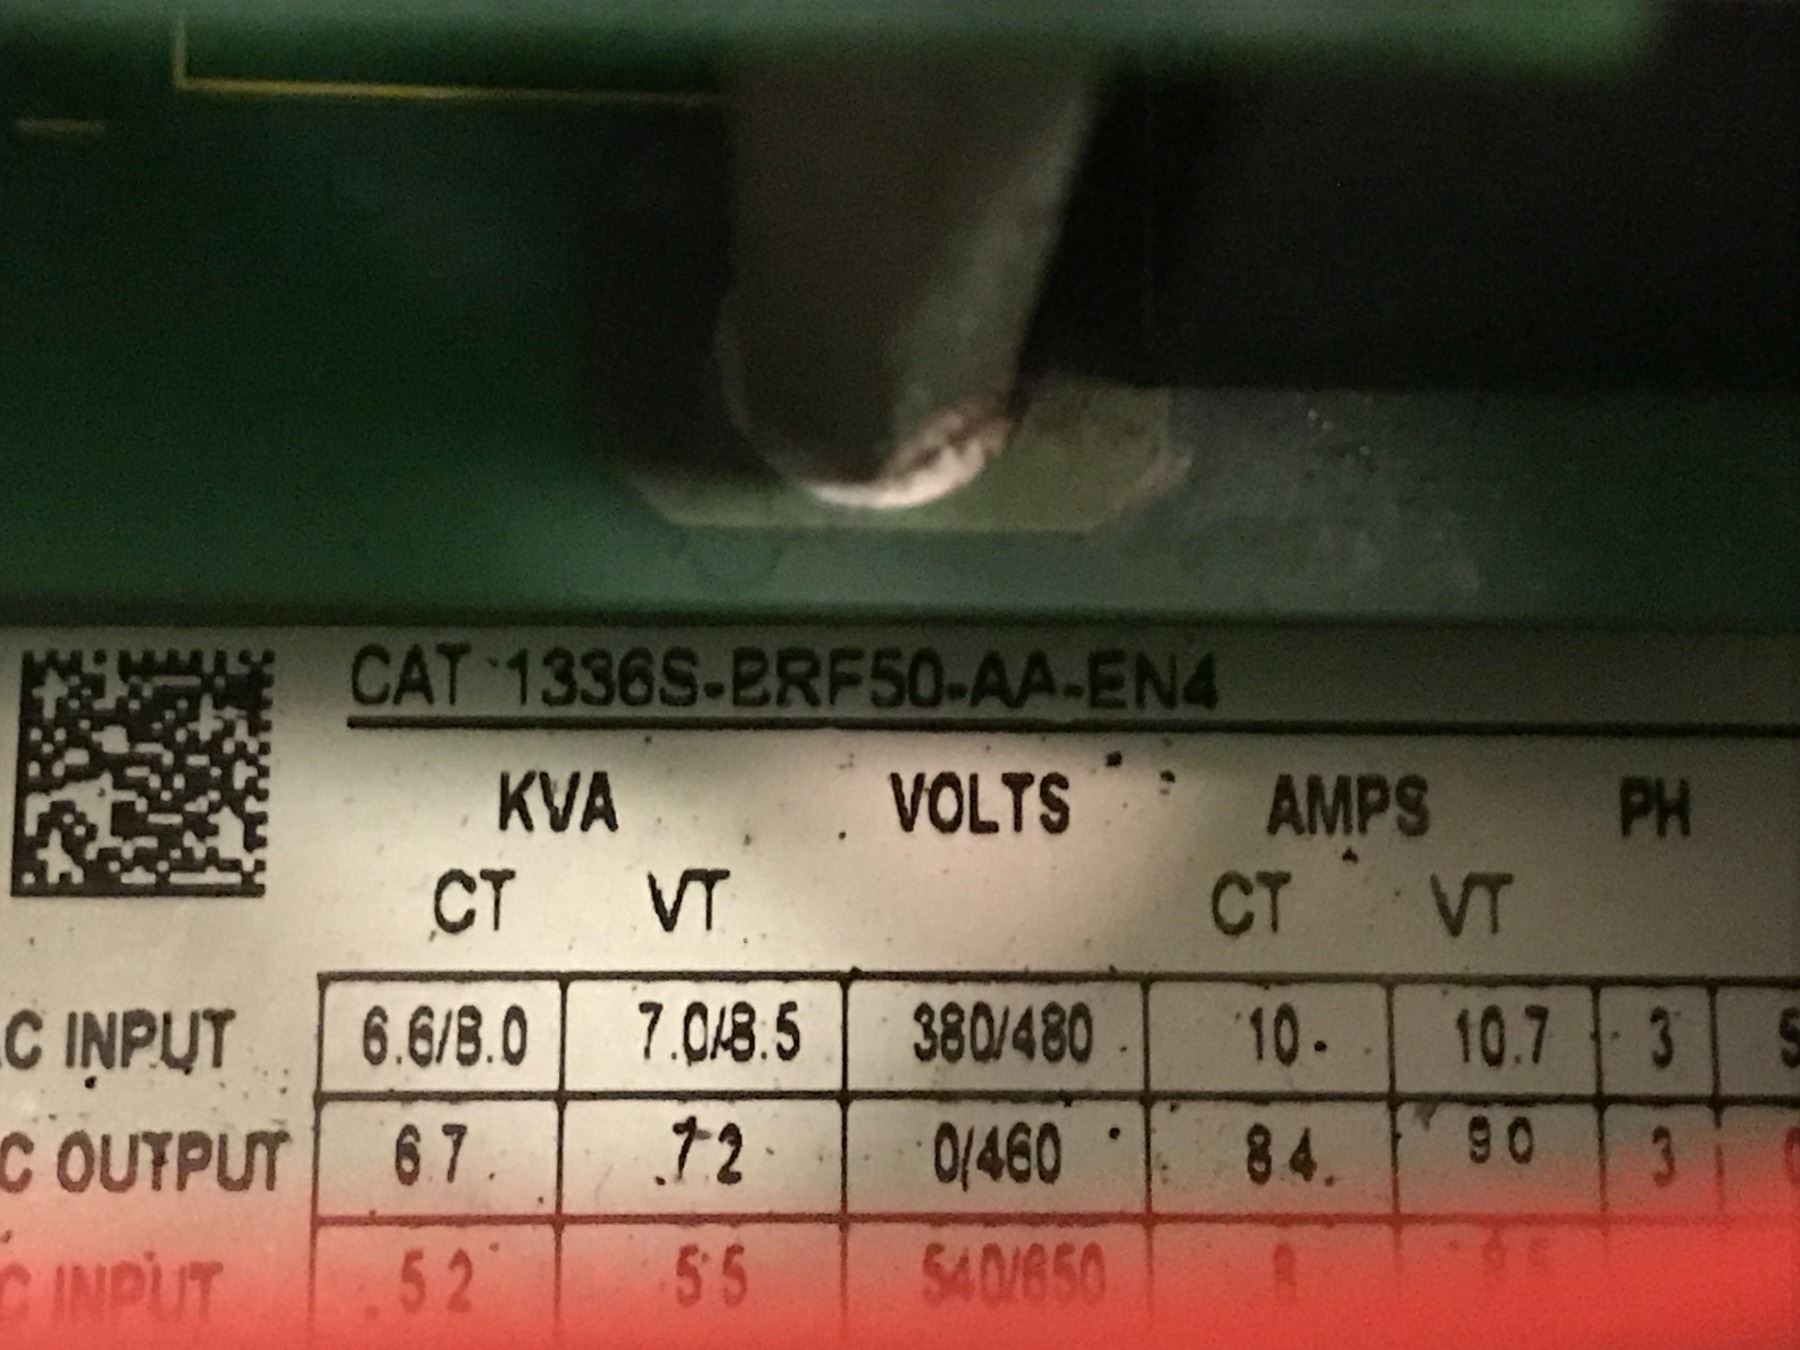 CAT 1336S-BRF50-AA-EN4
KVA VOLTS AMPS PH
CT VT CT VT
C INPUT 6.6/8.0 7.0/8.5 380/480 10. 10.7 3 5
C OUTPUT 6.7 7.2 0/460 8.4 9.0 3
C INPUT 5.2 5.5 540/650